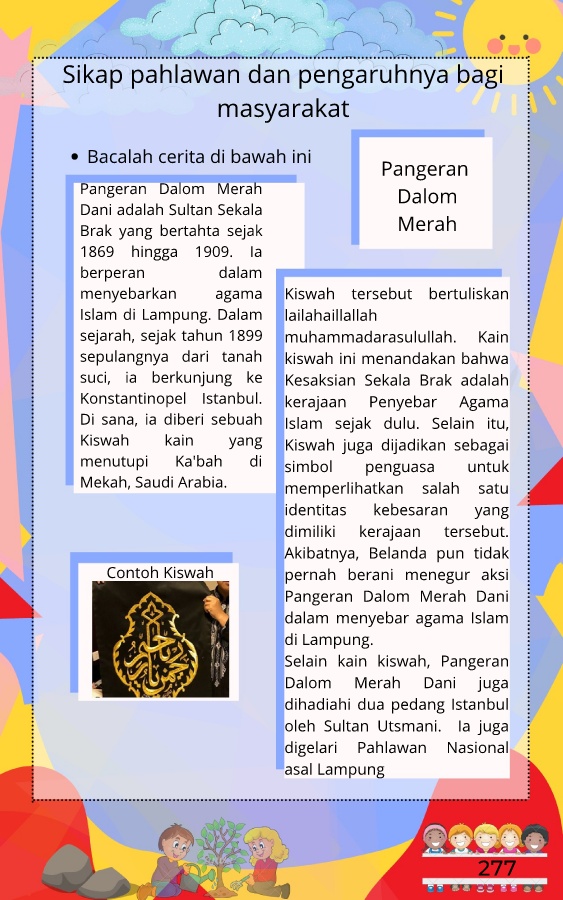 Sikap pahlawan dan pengaruhnya bagi
masyarakat
• Bacalah cerita di bawah ini
Pangeran
Dalom
Merah
Pangeran Dalom Merah
Dani adalah Sultan Sekala
Brak yang bertahta sejak
1869 hingga 1909. Ia
berperan dalam
menyebarkan agama
Islam di Lampung. Dalam
sejarah, sejak tahun 1899
sepulangnya dari tanah
suci, ia berkunjung ke
Konstantinopel Istanbul.
Di sana, ia diberi sebuah
Kiswah kain yang
menutupi Ka'bah di
Mekah, Saudi Arabia.
Kiswah tersebut bertuliskan
lailahaillallah
muhammadarasulullah. Kain
kiswah ini menandakan bahwa
Kesaksian Sekala Brak adalah
kerajaan Penyebar Agama
Islam sejak dulu. Selain itu,
Kiswah juga dijadikan sebagai
simbol penguasa untuk
memperlihatkan salah satu
identitas kebesaran yang
dimiliki kerajaan tersebut.
Akibatnya, Belanda pun tidak
pernah berani menegur aksi
Pangeran Dalom Merah Dani
dalam menyebar agama Islam
di Lampung.
Selain kain kiswah, Pangeran
Dalom Merah Dani juga
dihadiahi dua pedang Istanbul
oleh Sultan Utsmani. Ia juga
digelari Pahlawan Nasional
asal Lampung
Contoh Kiswah
277